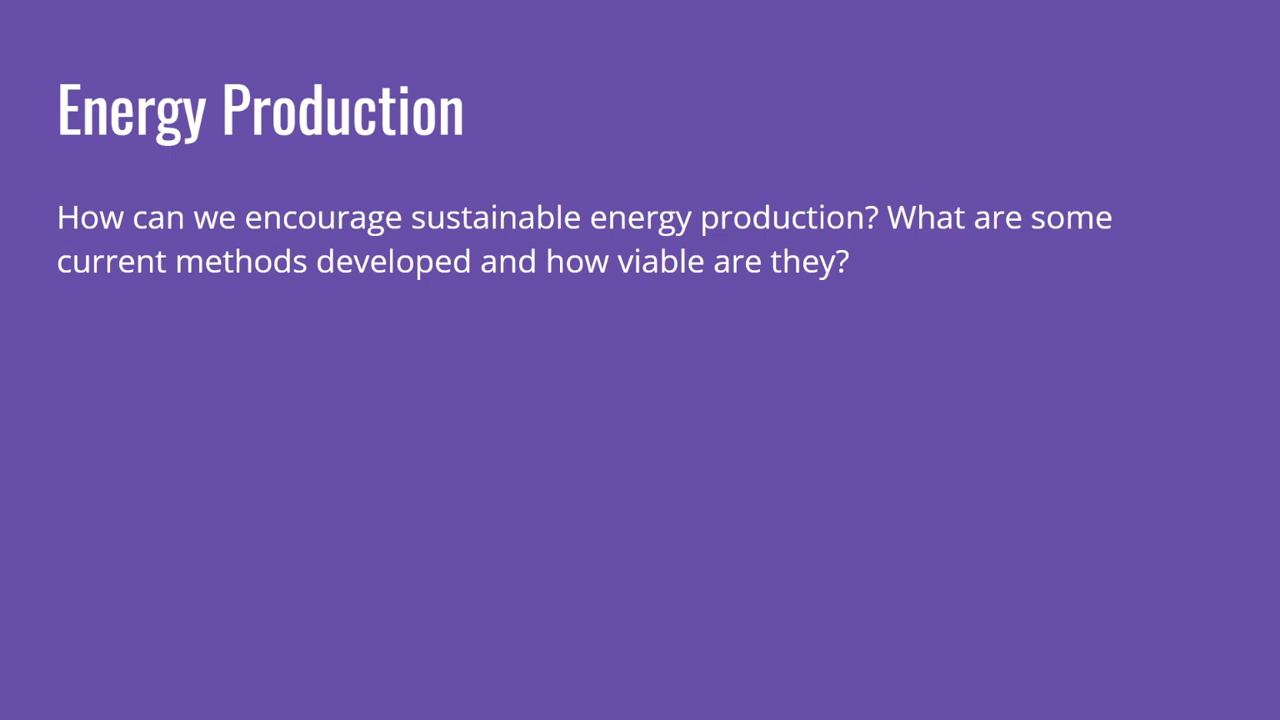 Energy Production
How can we encourage sustainable energy production? What are some
current methods developed and how viable are they?